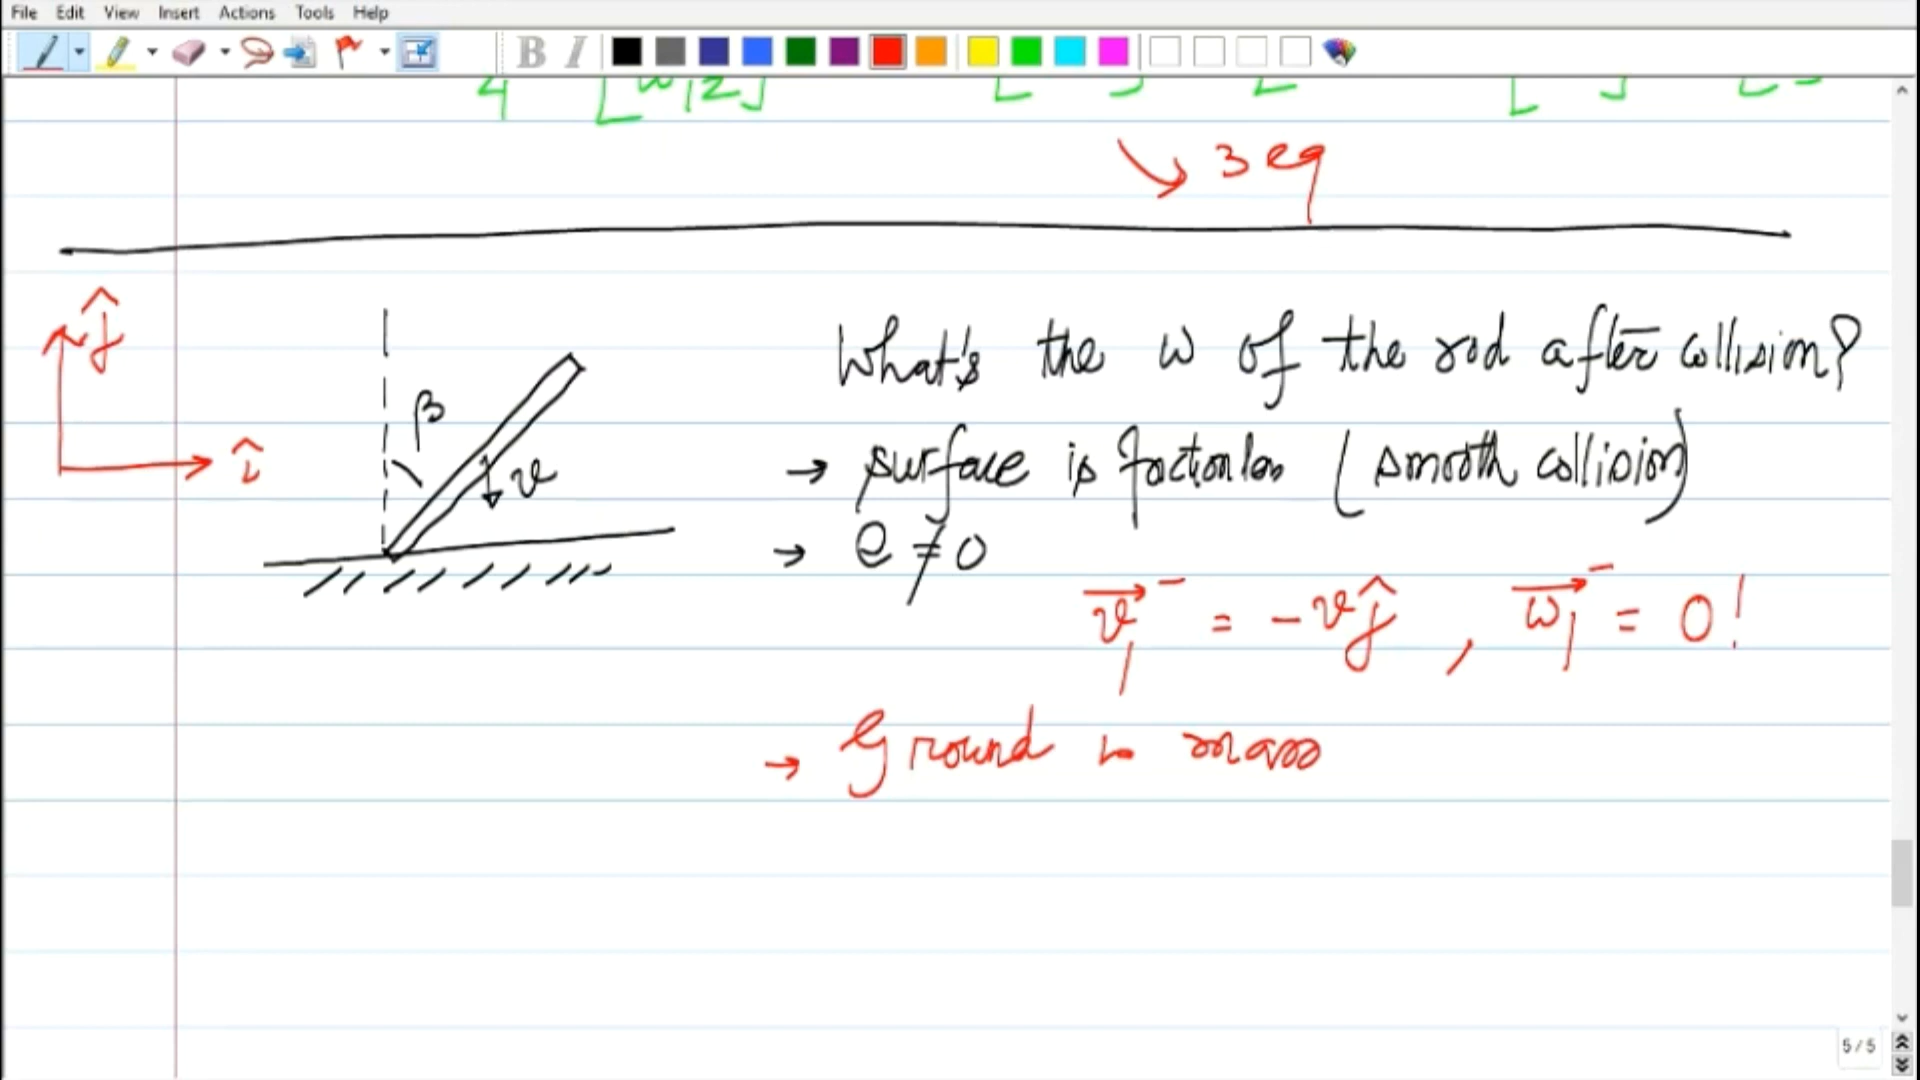 File Edit View Insert Actions Tools Help
B I
3 eq
ĵ
î
β
v
What's the ω of the rod after collision?
→ surface is frictionless (smooth collision)
→ e ≠ 0
v⃗₁⁻ = -vĵ , ω⃗₁⁻ = 0!
→ Ground mass
5 / 5